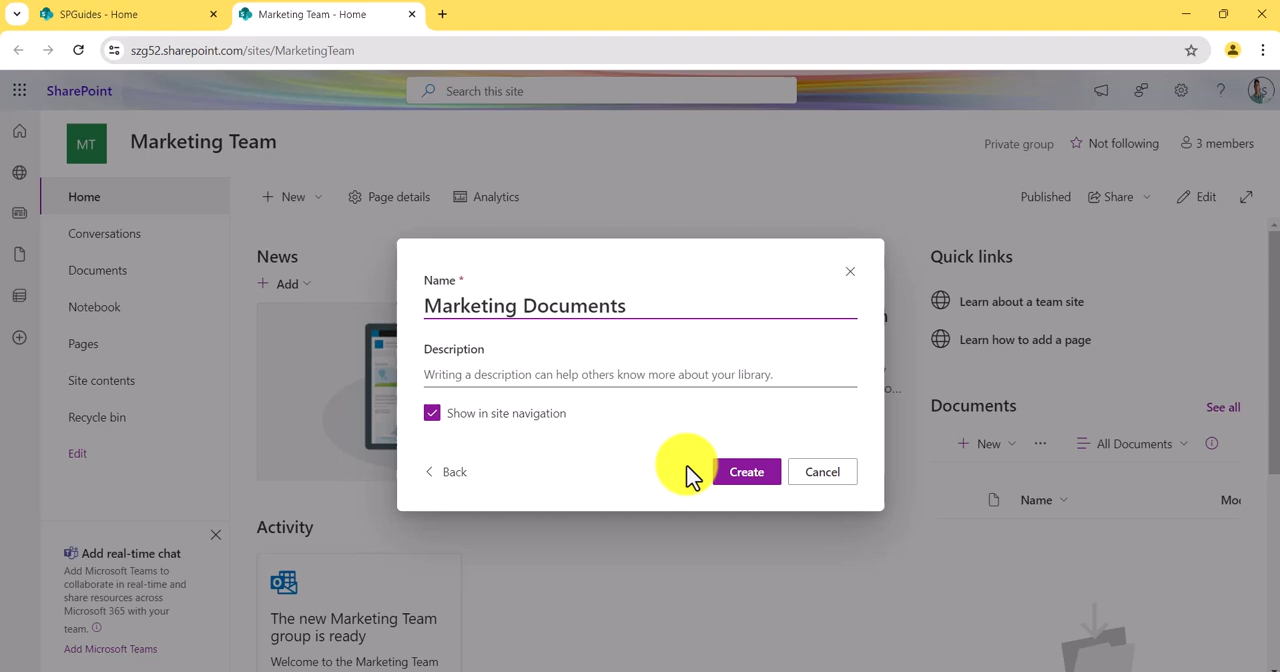 SPGuides - Home
Marketing Team - Home
szg52.sharepoint.com/sites/MarketingTeam
SharePoint
Search this site
MT
Marketing Team
Private group
Not following
3 members
Home
Conversations
Documents
Notebook
Pages
Site contents
Recycle bin
Edit
New
Page details
Analytics
Published
Share
Edit
News
Add
Name *
Marketing Documents
Description
Writing a description can help others know more about your library.
Show in site navigation
Back
Create
Cancel
Quick links
Learn about a team site
Learn how to add a page
Documents
See all
New
All Documents
Name
Activity
The new Marketing Team
group is ready
Welcome to the Marketing Team
Add real-time chat
Add Microsoft Teams to
collaborate in real-time and
share resources across
Microsoft 365 with your
team.
Add Microsoft Teams